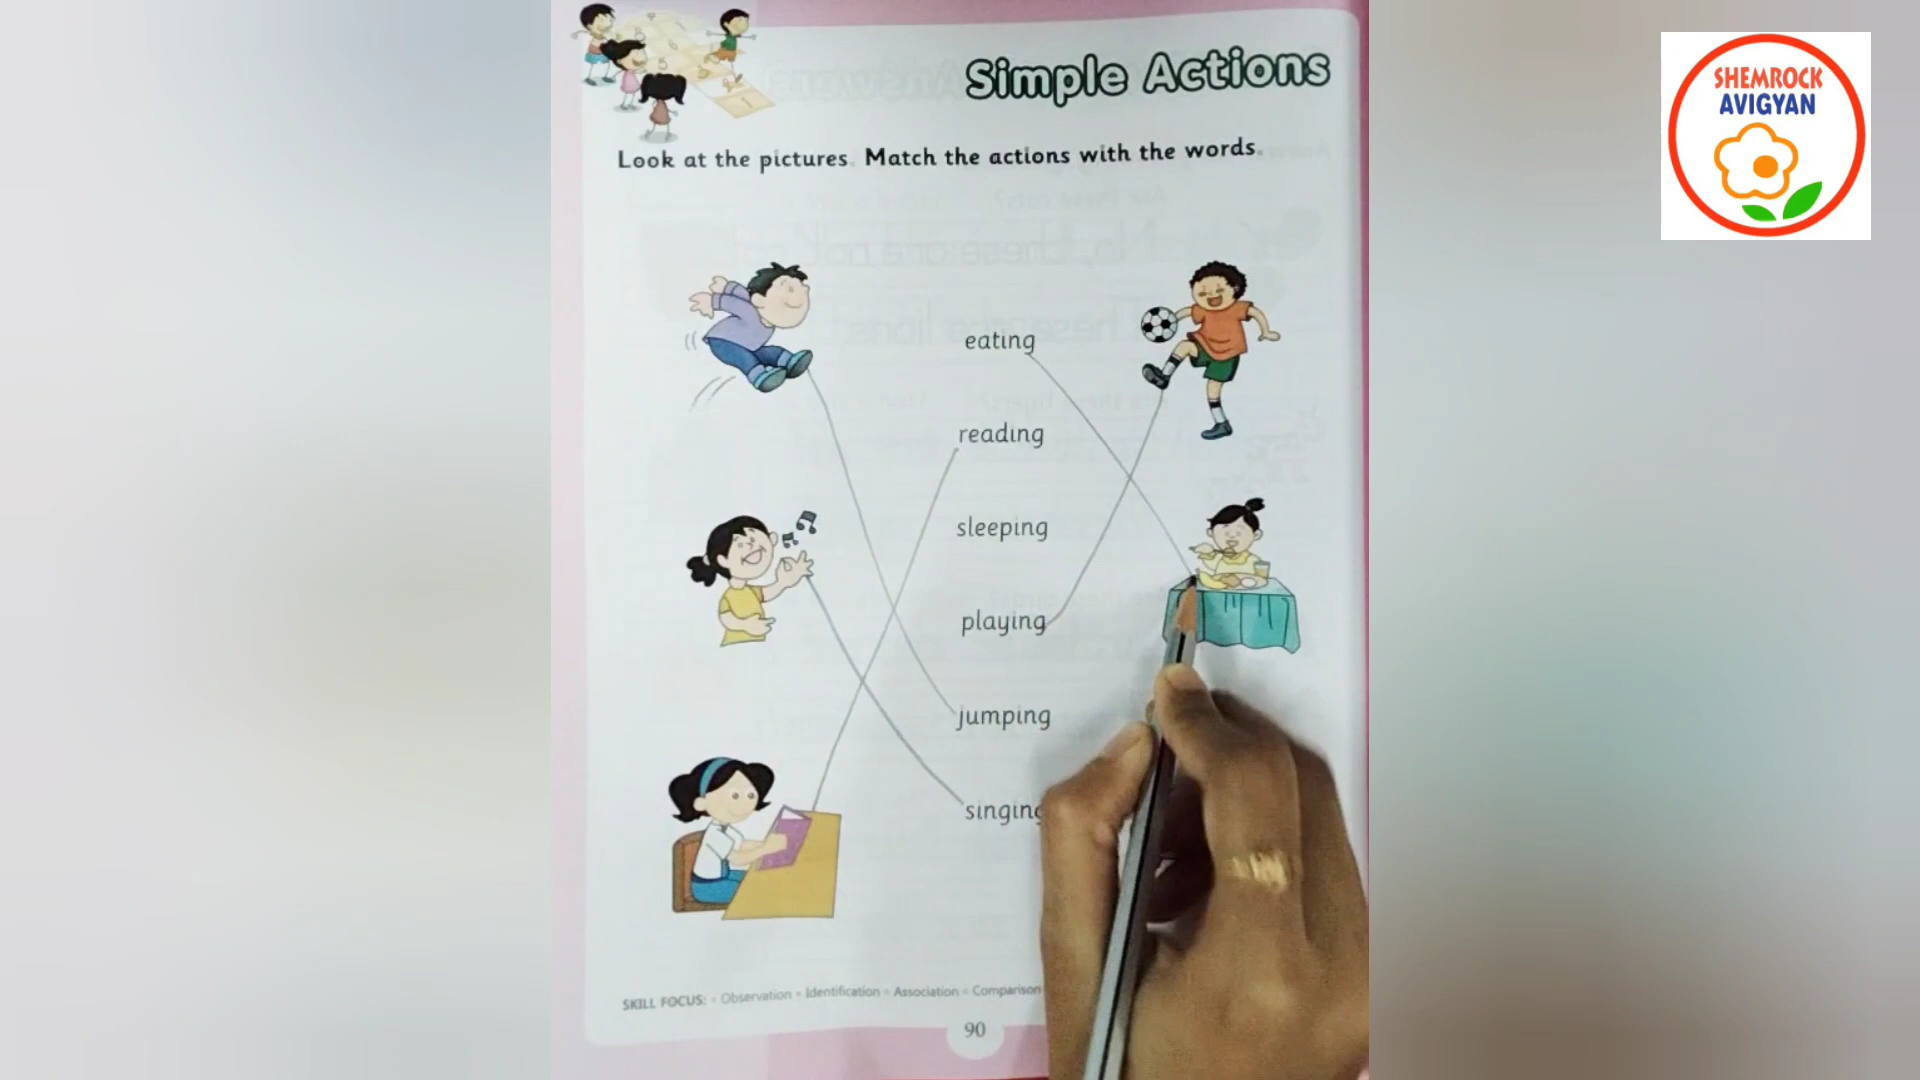 Simple Actions
Look at the pictures. Match the actions with the words.
eating
reading
sleeping
playing
jumping
singing
SKILL FOCUS: • Observation • Identification • Association • Comparison
90
SHEMROCK
AVIGYAN